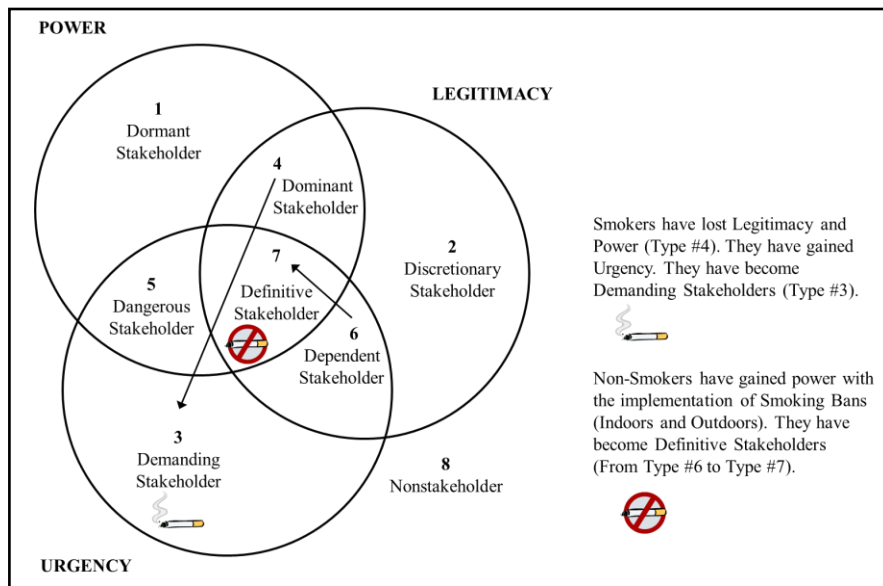 POWER
LEGITIMACY
1
Dormant
Stakeholder
4
Dominant
Stakeholder
2
Discretionary
Stakeholder
7
Definitive
Stakeholder
5
Dangerous
Stakeholder
6
Dependent
Stakeholder
3
Demanding
Stakeholder
8
Nonstakeholder
URGENCY
Smokers have lost Legitimacy and
Power (Type #4). They have gained
Urgency. They have become
Demanding Stakeholders (Type #3).
Non-Smokers have gained power with
the implementation of Smoking Bans
(Indoors and Outdoors). They have
become Definitive Stakeholders
(From Type #6 to Type #7).